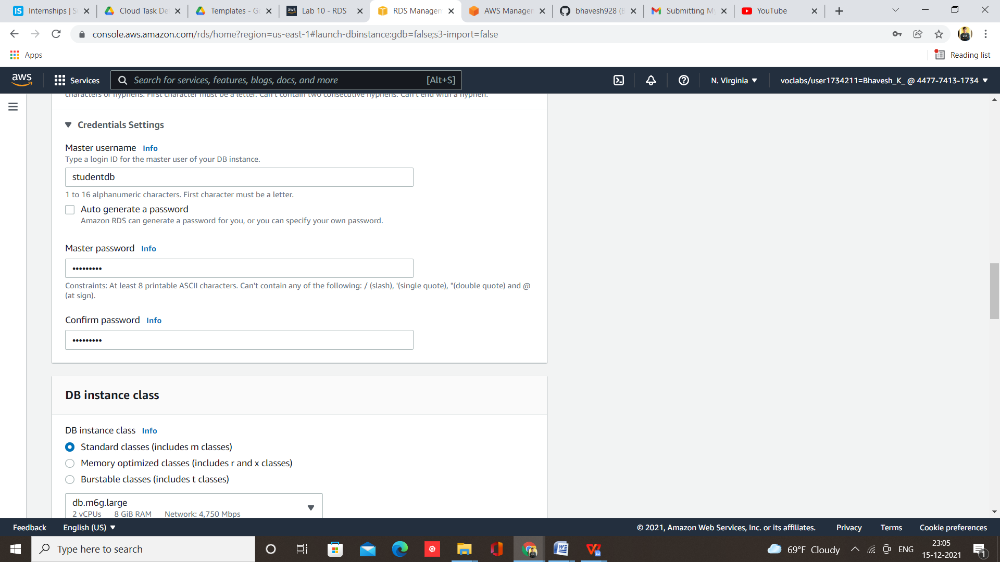 Internships | S
Cloud Task De
Templates - Go
Lab 10 - RDS
RDS Managem
AWS Manager
bhavesh928 (B
Submitting My
YouTube
console.aws.amazon.com/rds/home?region=us-east-1#launch-dbinstance:gdb=false;s3-import=false
Apps
Reading list
aws
Services
Search for services, features, blogs, docs, and more
[Alt+S]
N. Virginia
voclabs/user1734211=Bhavesh_K_ @ 4477-7413-1734
characters or hyphens. First character must be a letter. Can't contain two consecutive hyphens. Can't end with a hyphen.
Credentials Settings
Master username Info
Type a login ID for the master user of your DB instance.
studentdb
1 to 16 alphanumeric characters. First character must be a letter.
Auto generate a password
Amazon RDS can generate a password for you, or you can specify your own password.
Master password Info
•••••••••
Constraints: At least 8 printable ASCII characters. Can't contain any of the following: / (slash), '(single quote), "(double quote) and @
(at sign).
Confirm password Info
•••••••••
DB instance class
DB instance class Info
Standard classes (includes m classes)
Memory optimized classes (includes r and x classes)
Burstable classes (includes t classes)
db.m6g.large
2 vCPUs 8 GiB RAM Network: 4,750 Mbps
Feedback
English (US)
© 2021, Amazon Web Services, Inc. or its affiliates.
Privacy
Terms
Cookie preferences
Type here to search
69°F Cloudy
ENG
23:05
15-12-2021
1